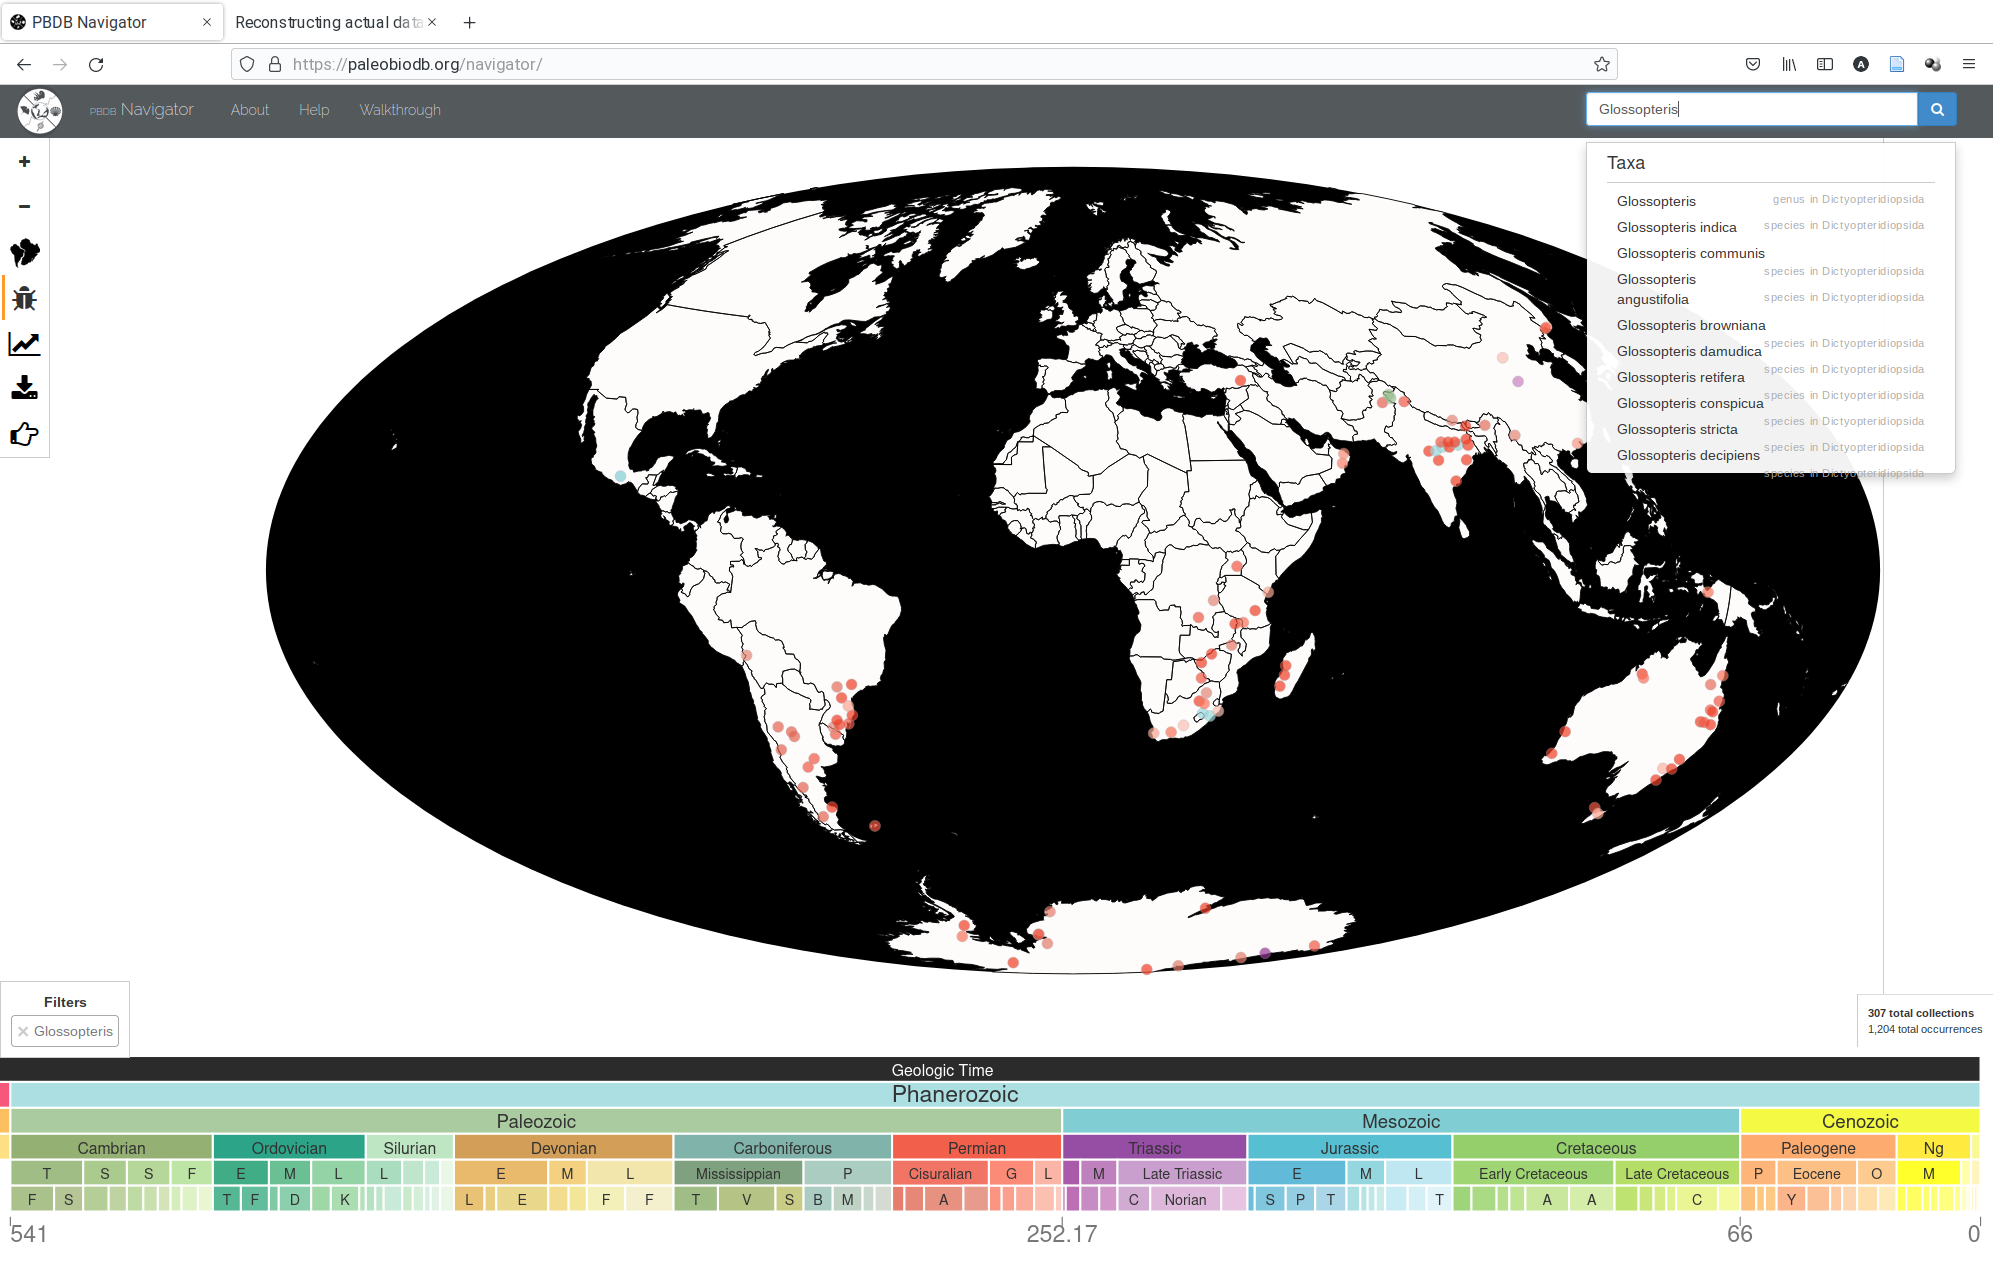 PBDB Navigator
Reconstructing actual data
https://paleobiodb.org/navigator/
PBDB Navigator About Help Walkthrough
Glossopteris
Taxa
Glossopteris genus in Dictyopteridiopsida
Glossopteris indica species in Dictyopteridiopsida
Glossopteris communis
species in Dictyopteridiopsida
Glossopteris
angustifolia species in Dictyopteridiopsida
Glossopteris browniana
species in Dictyopteridiopsida
Glossopteris damudica
species in Dictyopteridiopsida
Glossopteris retifera
species in Dictyopteridiopsida
Glossopteris conspicua
species in Dictyopteridiopsida
Glossopteris stricta
species in Dictyopteridiopsida
Glossopteris decipiens
species in Dictyopteridiopsida
Filters
Glossopteris
307 total collections
1,204 total occurrences
Geologic Time
Phanerozoic
Paleozoic Mesozoic Cenozoic
Cambrian Ordovician Silurian Devonian Carboniferous Permian Triassic Jurassic Cretaceous Paleogene Ng
T S S F E M L L E M L Mississippian P Cisuralian G L M Late Triassic E M L Early Cretaceous Late Cretaceous P Eocene O M
F S T F D K L E F F T V S B M A C Norian S P T T A A C Y
541 252.17 66 0